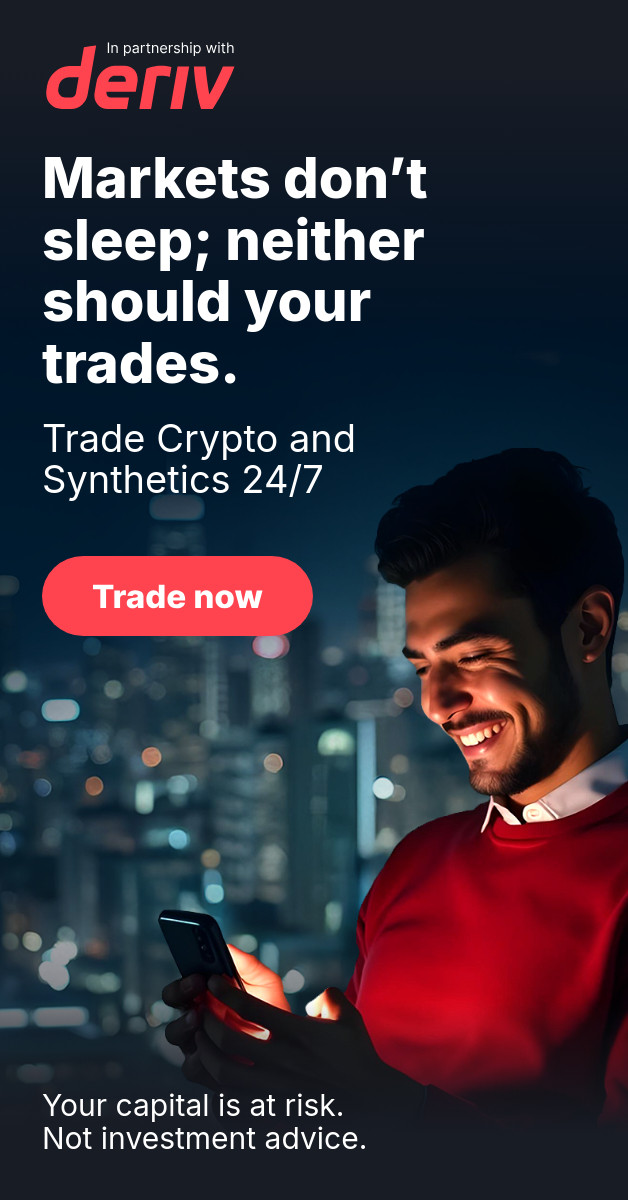 In partnership with
deriv
Markets don’t
sleep; neither
should your
trades.
Trade Crypto and
Synthetics 24/7
Trade now
Your capital is at risk.
Not investment advice.